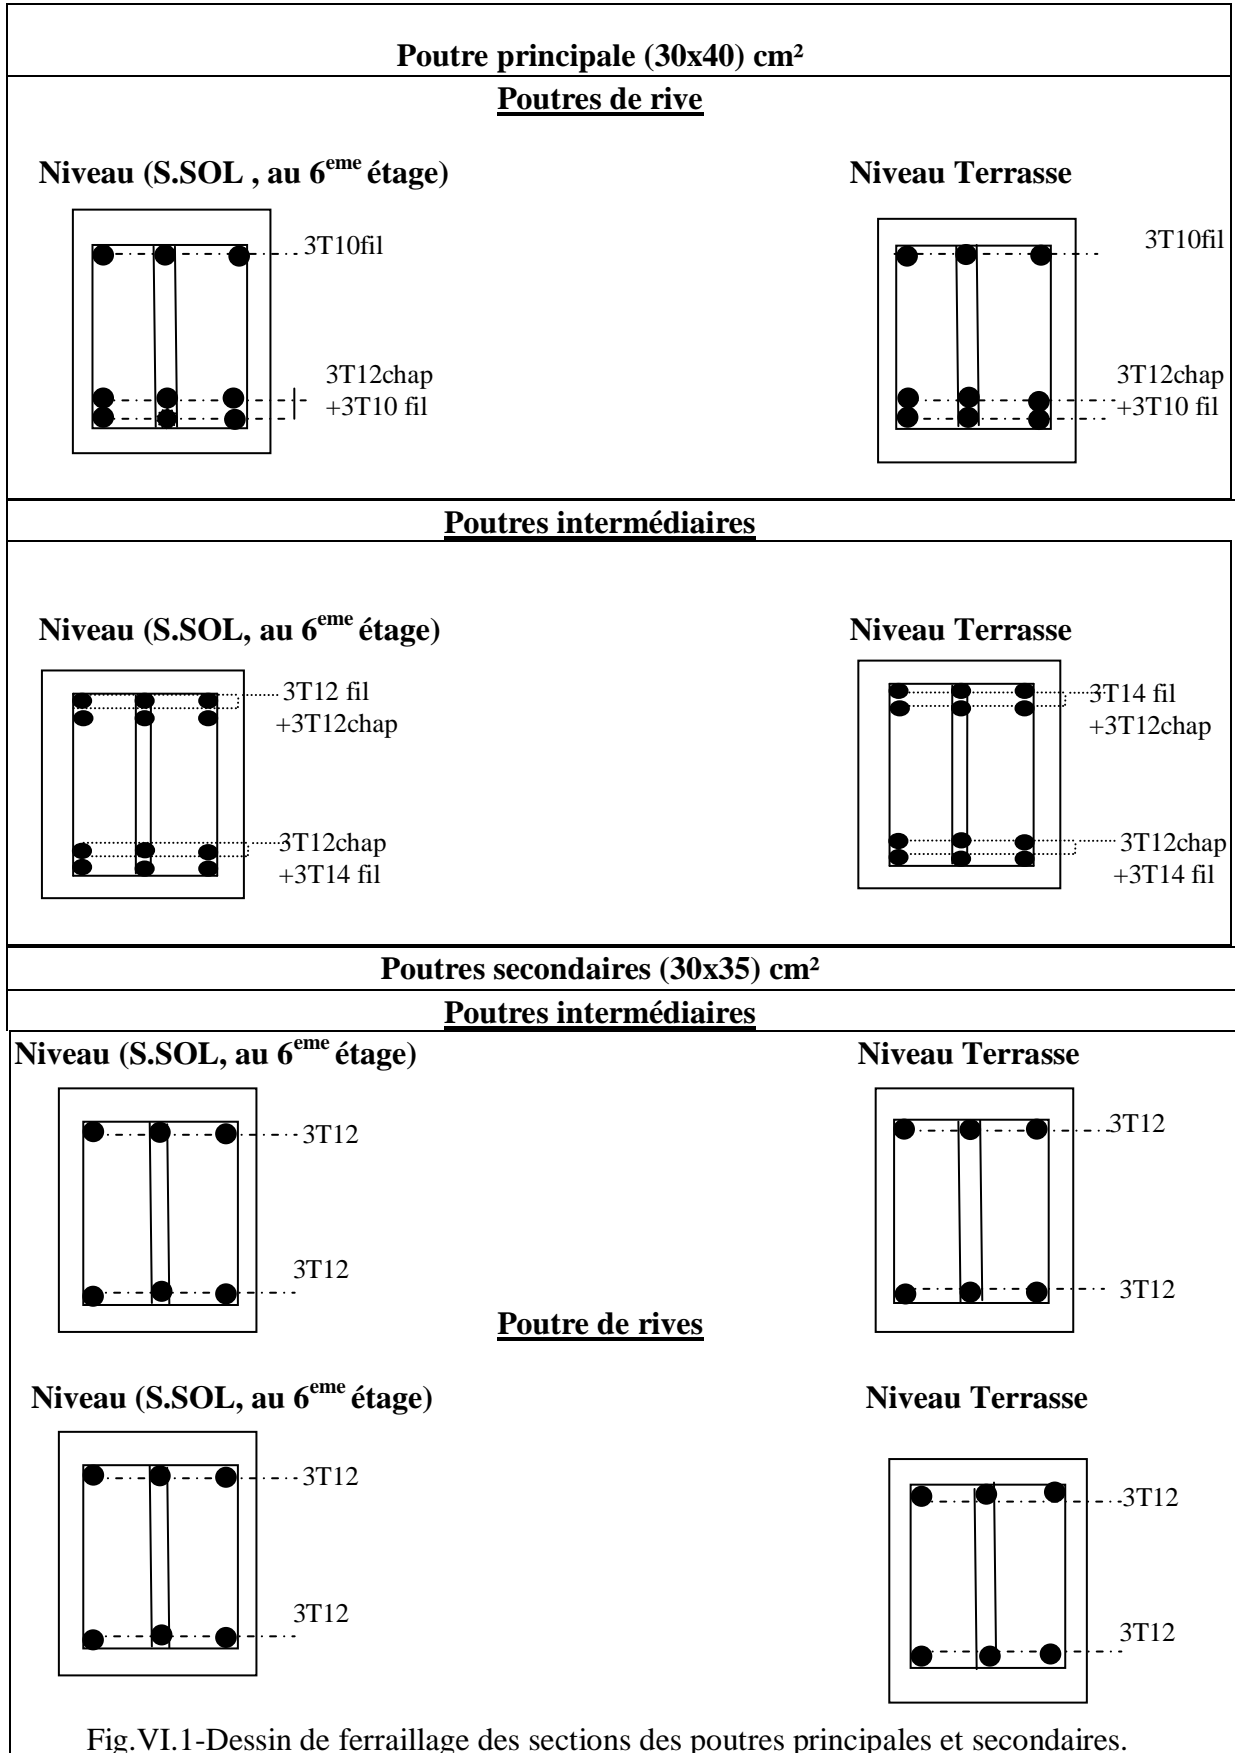 Poutre principale (30x40) cm²
Poutres de rive
Niveau (S.SOL , au 6eme étage)
Niveau Terrasse
3T10fil
3T10fil
3T12chap
+3T10 fil
3T12chap
+3T10 fil
Poutres intermédiaires
Niveau (S.SOL, au 6eme étage)
Niveau Terrasse
3T12 fil
+3T12chap
3T14 fil
+3T12chap
3T12chap
+3T14 fil
3T12chap
+3T14 fil
Poutres secondaires (30x35) cm²
Poutres intermédiaires
Niveau (S.SOL, au 6eme étage)
Niveau Terrasse
3T12
3T12
3T12
3T12
Poutre de rives
Niveau (S.SOL, au 6eme étage)
Niveau Terrasse
3T12
3T12
3T12
3T12
Fig.VI.1-Dessin de ferraillage des sections des poutres principales et secondaires.